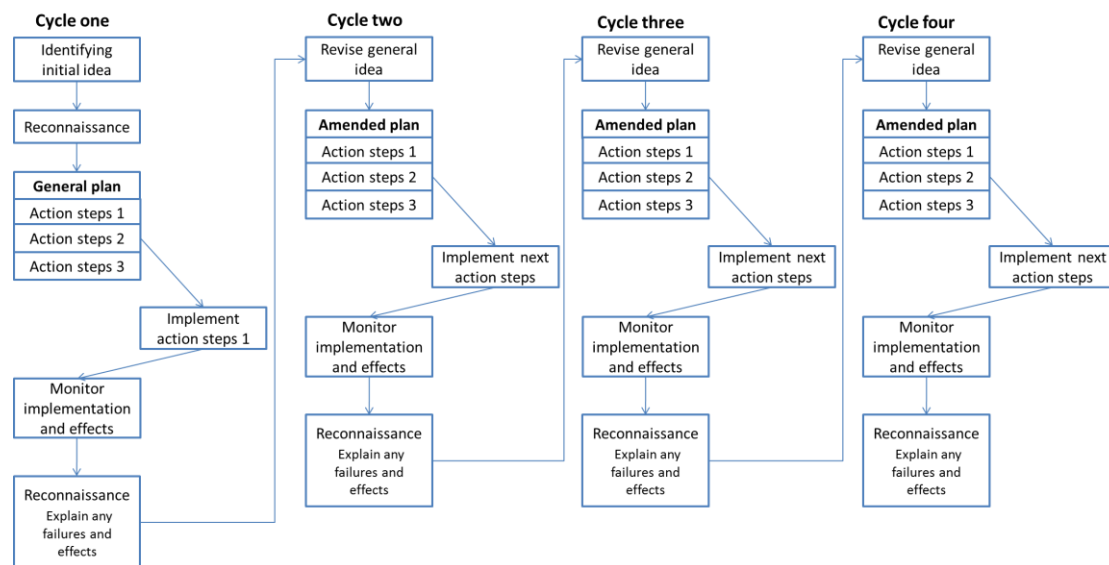 Cycle one
Identifying
initial idea
Reconnaissance
General plan
Action steps 1
Action steps 2
Action steps 3
Implement
action steps 1
Monitor
implementation
and effects
Reconnaissance
Explain any
failures and
effects
Cycle two
Revise general
idea
Amended plan
Action steps 1
Action steps 2
Action steps 3
Implement next
action steps
Monitor
implementation
and effects
Reconnaissance
Explain any
failures and
effects
Cycle three
Revise general
idea
Amended plan
Action steps 1
Action steps 2
Action steps 3
Implement next
action steps
Monitor
implementation
and effects
Reconnaissance
Explain any
failures and
effects
Cycle four
Revise general
idea
Amended plan
Action steps 1
Action steps 2
Action steps 3
Implement next
action steps
Monitor
implementation
and effects
Reconnaissance
Explain any
failures and
effects